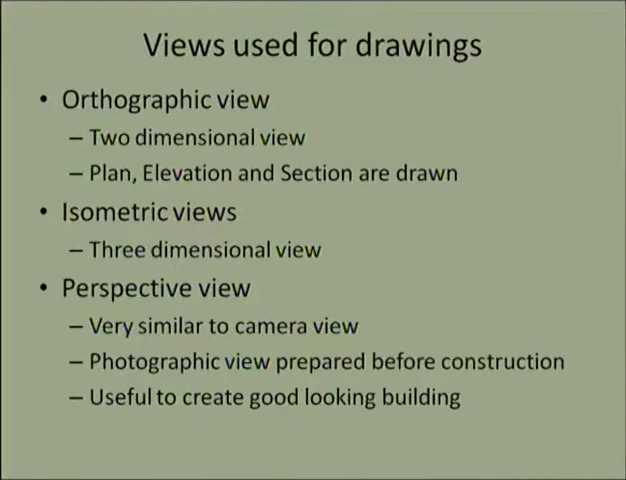 Views used for drawings
• Orthographic view
– Two dimensional view
– Plan, Elevation and Section are drawn
• Isometric views
– Three dimensional view
• Perspective view
– Very similar to camera view
– Photographic view prepared before construction
– Useful to create good looking building